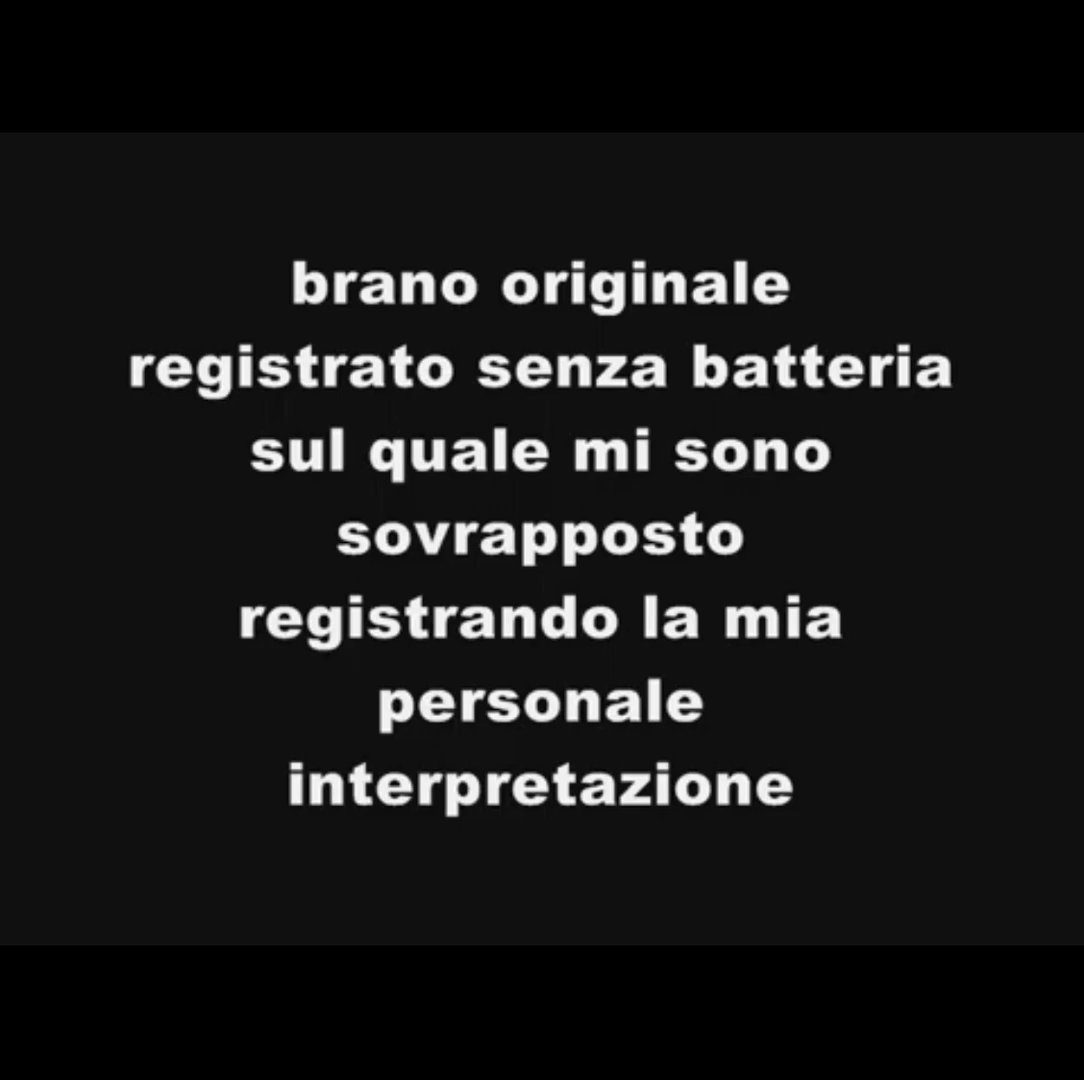 brano originale
registrato senza batteria
sul quale mi sono
sovrapposto
registrando la mia
personale
interpretazione